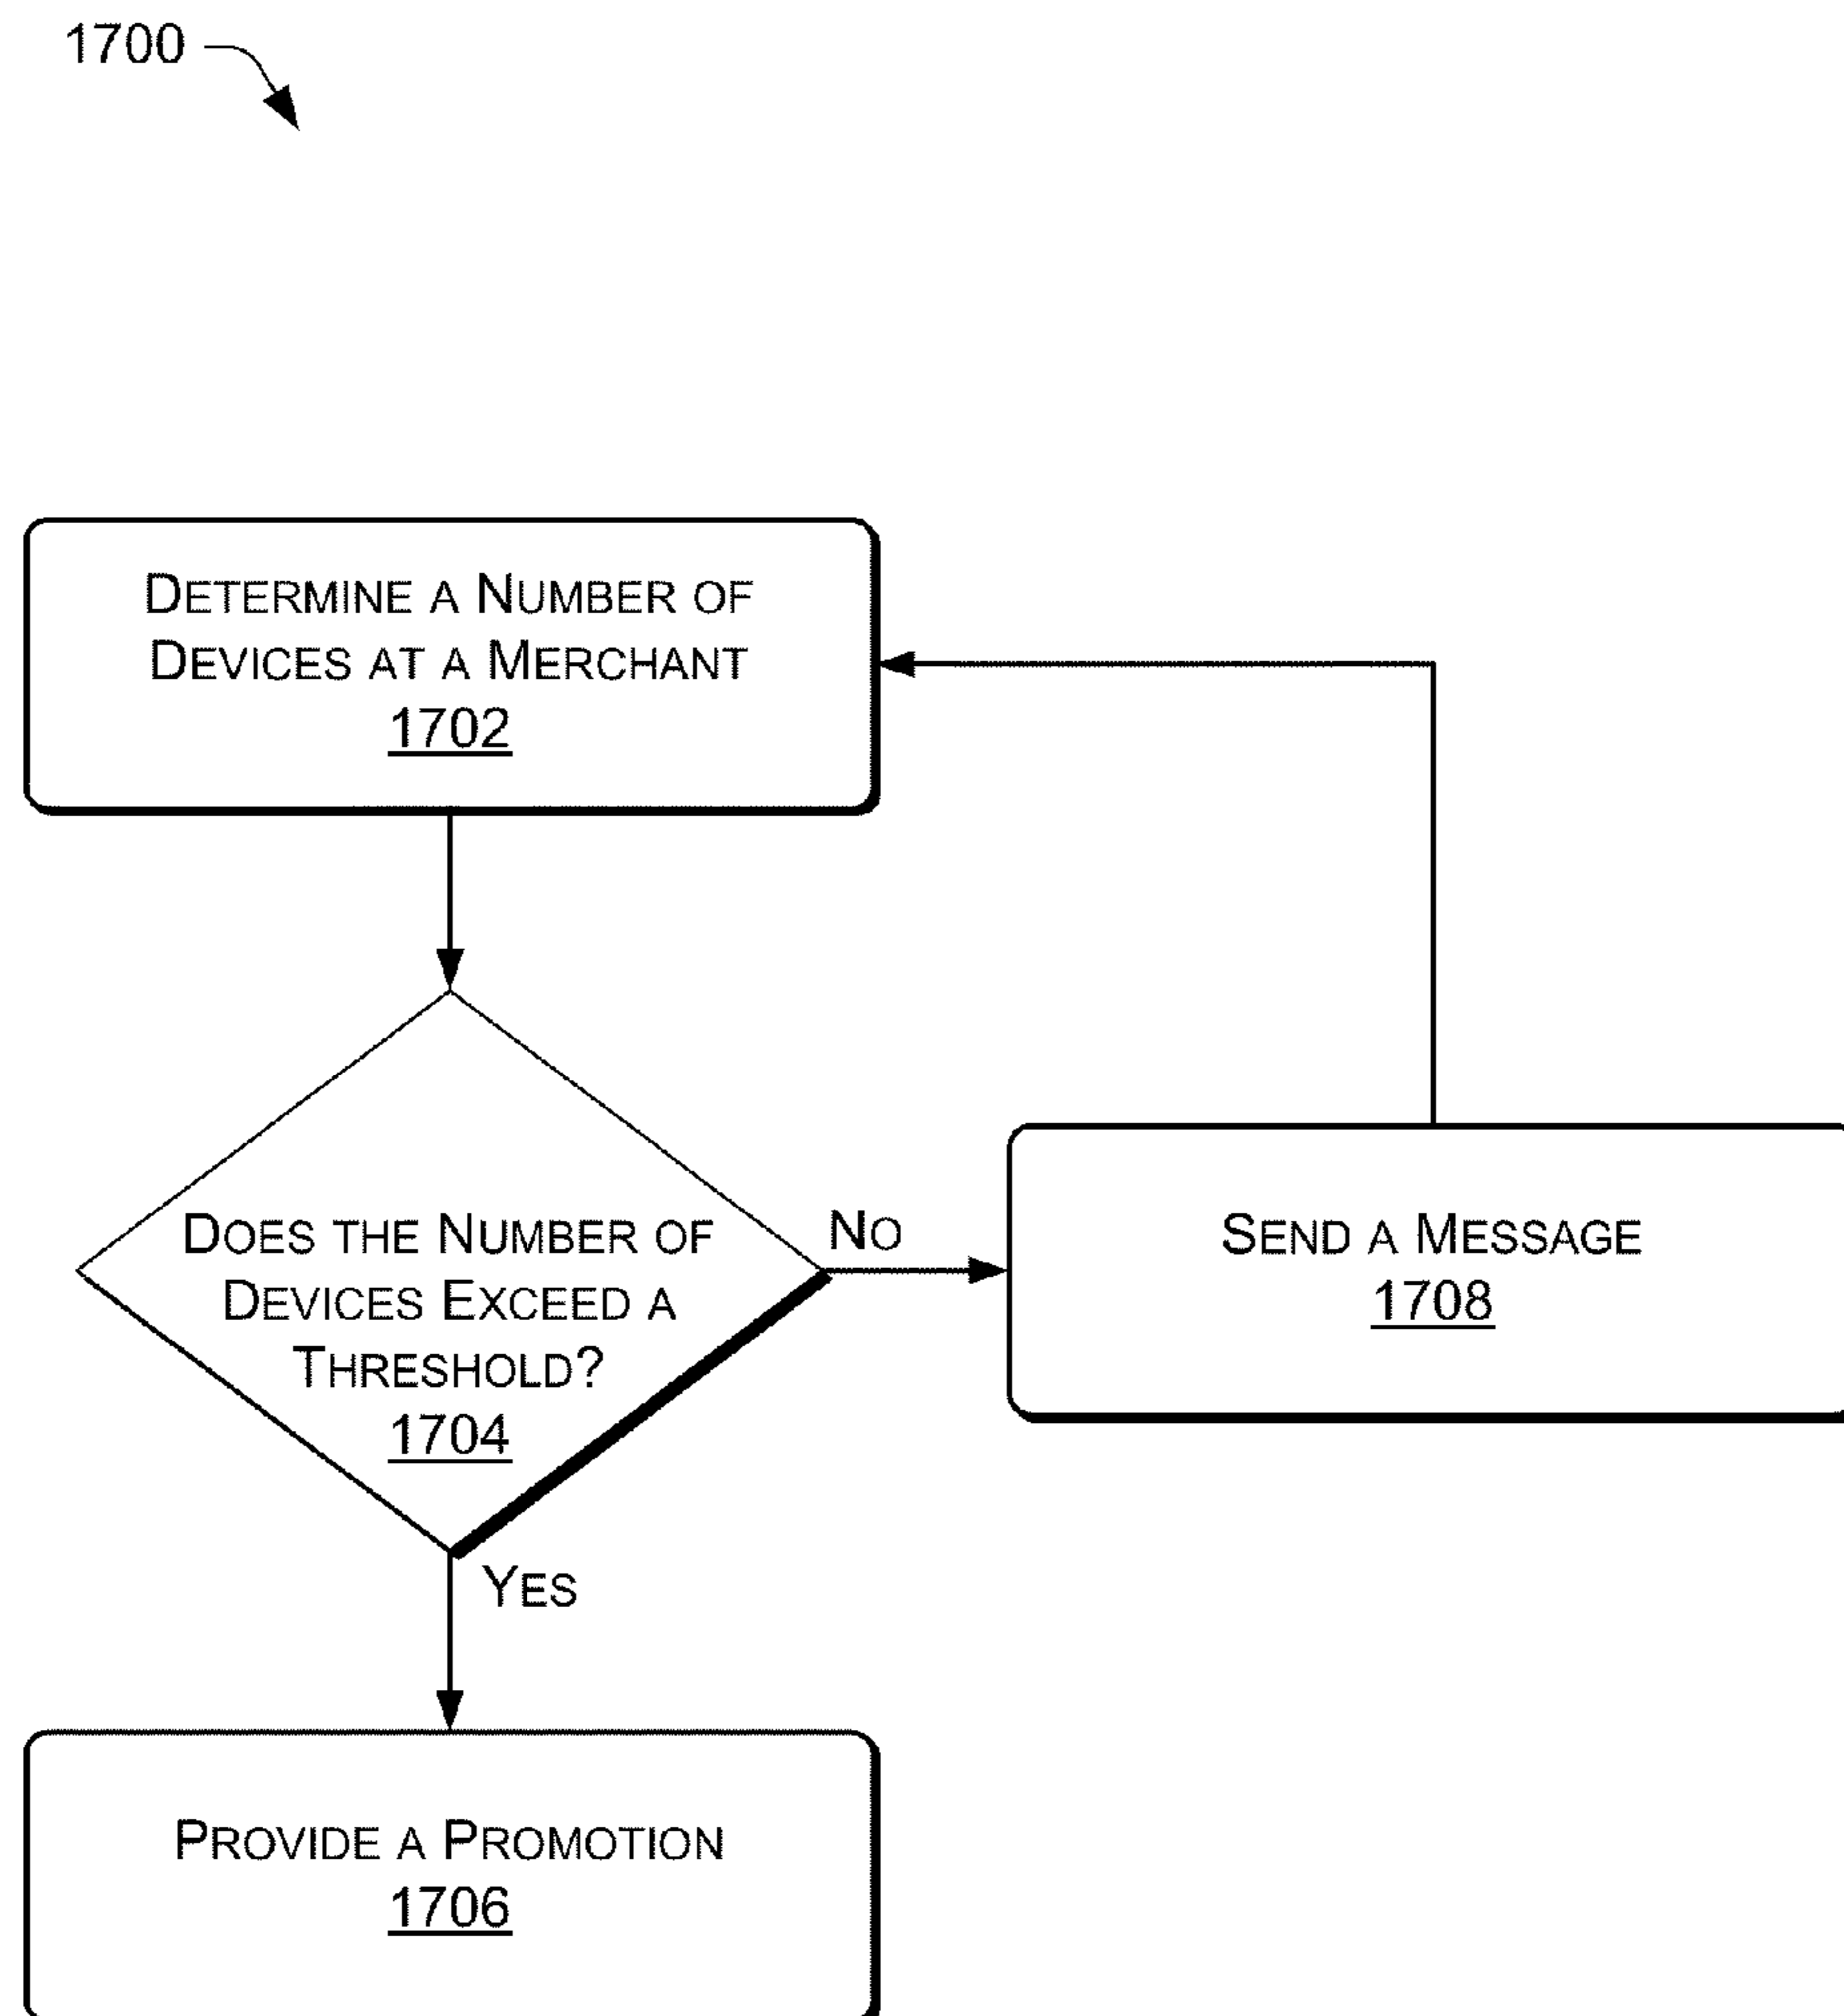 1700
DETERMINE A NUMBER OF
DEVICES AT A MERCHANT
1702
DOES THE NUMBER OF
DEVICES EXCEED A
THRESHOLD?
1704
NO
SEND A MESSAGE
1708
YES
PROVIDE A PROMOTION
1706